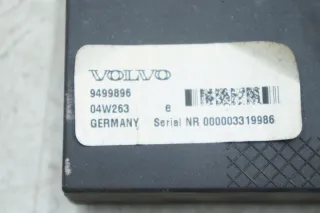 VOLVO
9499896
04W263 e
GERMANY Serial NR 000003319986